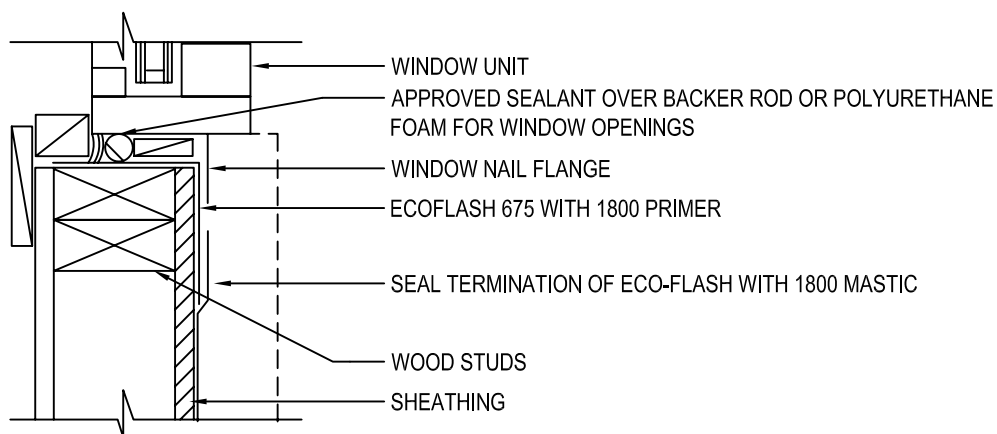 WINDOW UNIT
APPROVED SEALANT OVER BACKER ROD OR POLYURETHANE
FOAM FOR WINDOW OPENINGS
WINDOW NAIL FLANGE
ECOFLASH 675 WITH 1800 PRIMER
SEAL TERMINATION OF ECO-FLASH WITH 1800 MASTIC
WOOD STUDS
SHEATHING